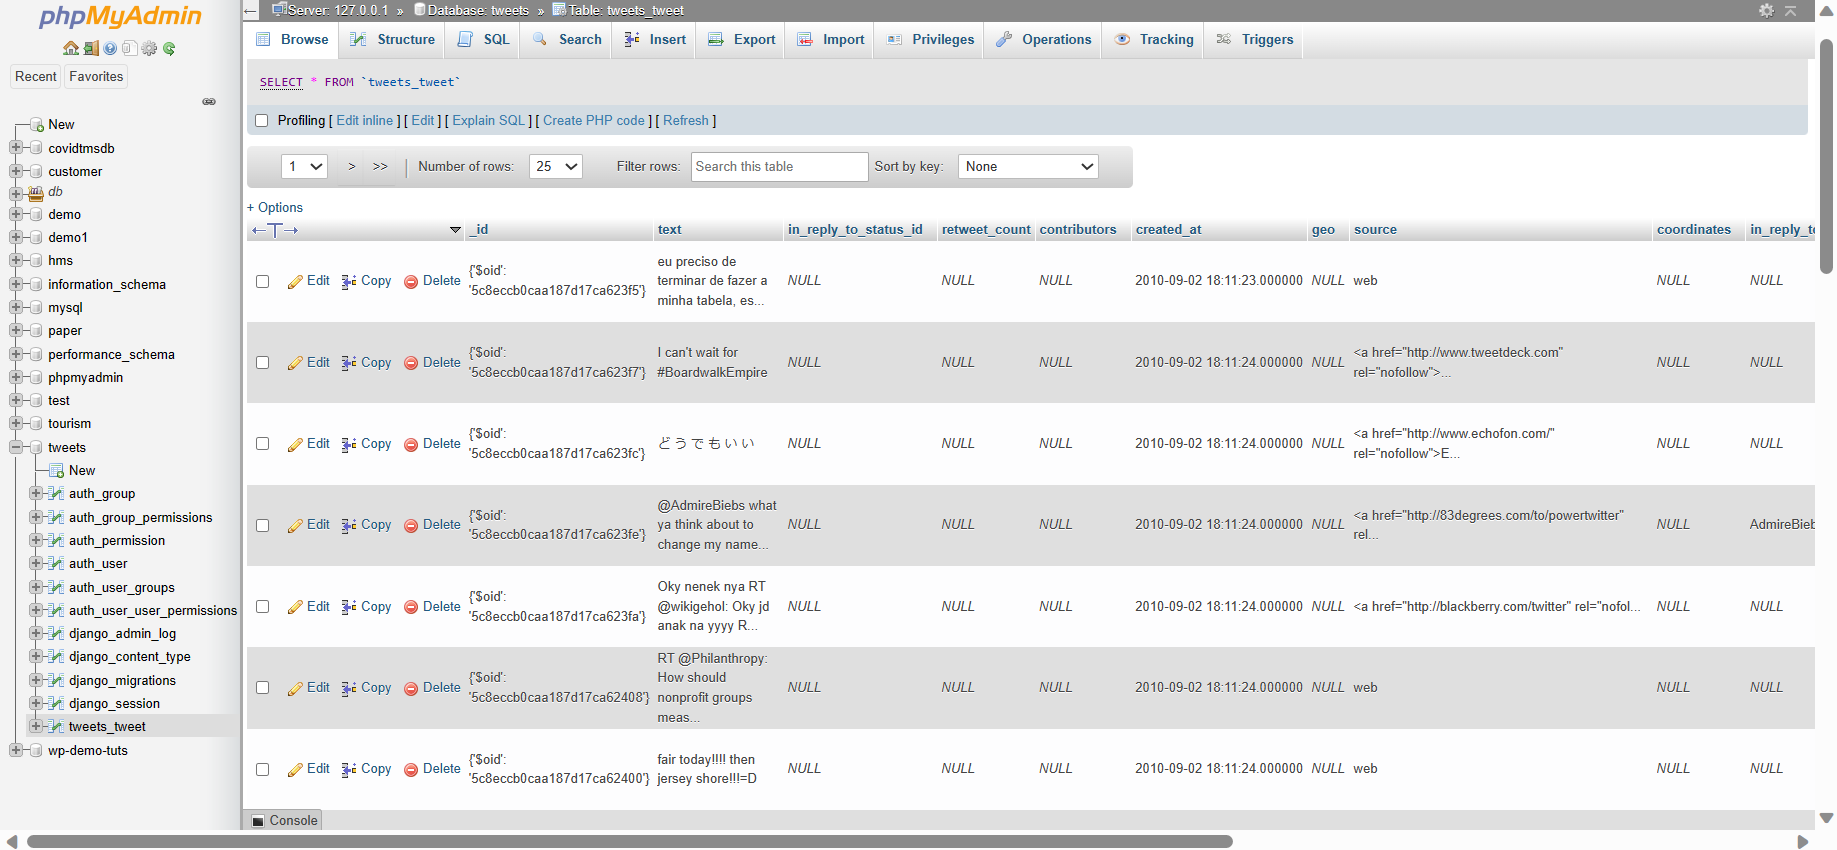 phpMyAdmin
Recent Favorites
New
covidtmsdb
customer
db
demo
demo1
hms
information_schema
mysql
paper
performance_schema
phpmyadmin
test
tourism
tweets
New
auth_group
auth_group_permissions
auth_permission
auth_user
auth_user_groups
auth_user_user_permissions
django_admin_log
django_content_type
django_migrations
django_session
tweets_tweet
wp-demo-tuts
Server: 127.0.0.1 » Database: tweets » Table: tweets_tweet
Browse Structure SQL Search Insert Export Import Privileges Operations Tracking Triggers
SELECT * FROM `tweets_tweet`
Profiling [ Edit inline ] [ Edit ] [ Explain SQL ] [ Create PHP code ] [ Refresh ]
1 > >> | Number of rows: 25 Filter rows: Search this table Sort by key: None
+ Options
←T→ _id text in_reply_to_status_id retweet_count contributors created_at geo source coordinates in_reply_to
Edit Copy Delete
{'$oid':
'5c8eccb0caa187d17ca623f5'}
eu preciso de
terminar de fazer a
minha tabela, es...
NULL NULL NULL 2010-09-02 18:11:23.000000 NULL web NULL NULL
Edit Copy Delete
{'$oid':
'5c8eccb0caa187d17ca623f7'}
I can't wait for
#BoardwalkEmpire
NULL NULL NULL 2010-09-02 18:11:24.000000 NULL
<a href="http://www.tweetdeck.com"
rel="nofollow">...
NULL NULL
Edit Copy Delete
{'$oid':
'5c8eccb0caa187d17ca623fc'}
どうでもいい
NULL NULL NULL 2010-09-02 18:11:24.000000 NULL
<a href="http://www.echofon.com/"
rel="nofollow">E...
NULL NULL
Edit Copy Delete
{'$oid':
'5c8eccb0caa187d17ca623fe'}
@AdmireBiebs what
ya think about to
change my name...
NULL NULL NULL 2010-09-02 18:11:24.000000 NULL
<a href="http://83degrees.com/to/powertwitter"
rel...
NULL AdmireBieb
Edit Copy Delete
{'$oid':
'5c8eccb0caa187d17ca623fa'}
Oky nenek nya RT
@wikigehol: Oky jd
anak na yyyy R...
NULL NULL NULL 2010-09-02 18:11:24.000000 NULL <a href="http://blackberry.com/twitter" rel="nofol... NULL NULL
Edit Copy Delete
{'$oid':
'5c8eccb0caa187d17ca62408'}
RT @Philanthropy:
How should
nonprofit groups
meas...
NULL NULL NULL 2010-09-02 18:11:24.000000 NULL web NULL NULL
Edit Copy Delete
{'$oid':
'5c8eccb0caa187d17ca62400'}
fair today!!!! then
jersey shore!!!=D
NULL NULL NULL 2010-09-02 18:11:24.000000 NULL web NULL NULL
Console